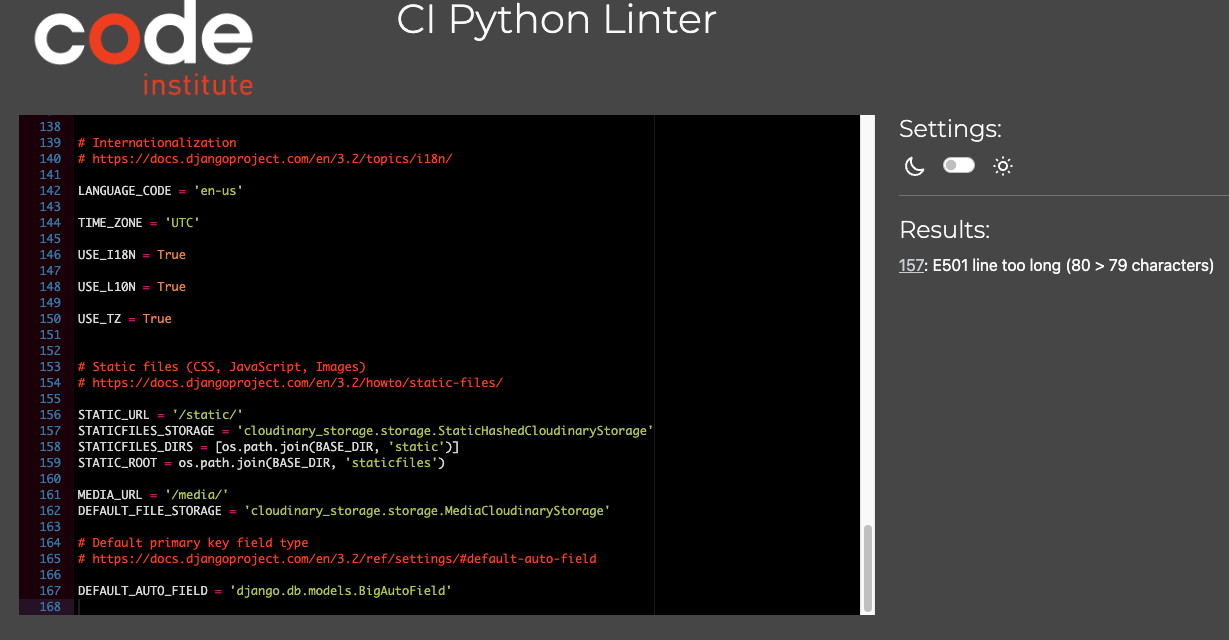 code
institute
CI Python Linter
138
139 # Internationalization
140 # https://docs.djangoproject.com/en/3.2/topics/i18n/
141
142 LANGUAGE_CODE = 'en-us'
143
144 TIME_ZONE = 'UTC'
145
146 USE_I18N = True
147
148 USE_L10N = True
149
150 USE_TZ = True
151
152
153 # Static files (CSS, JavaScript, Images)
154 # https://docs.djangoproject.com/en/3.2/howto/static-files/
155
156 STATIC_URL = '/static/'
157 STATICFILES_STORAGE = 'cloudinary_storage.storage.StaticHashedCloudinaryStorage'
158 STATICFILES_DIRS = [os.path.join(BASE_DIR, 'static')]
159 STATIC_ROOT = os.path.join(BASE_DIR, 'staticfiles')
160
161 MEDIA_URL = '/media/'
162 DEFAULT_FILE_STORAGE = 'cloudinary_storage.storage.MediaCloudinaryStorage'
163
164 # Default primary key field type
165 # https://docs.djangoproject.com/en/3.2/ref/settings/#default-auto-field
166
167 DEFAULT_AUTO_FIELD = 'django.db.models.BigAutoField'
168
Settings:
Results:
157: E501 line too long (80 > 79 characters)